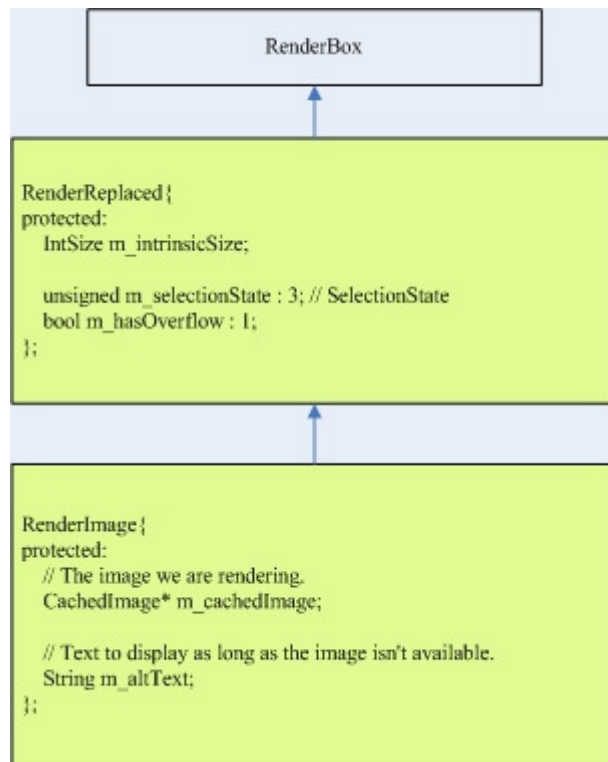 RenderBox
RenderReplaced{
protected:
IntSize m_intrinsicSize;
unsigned m_selectionState : 3; // SelectionState
bool m_hasOverflow : 1;
};
RenderImage{
protected:
// The image we are rendering.
CachedImage* m_cachedImage;
// Text to display as long as the image isn't available.
String m_altText;
};